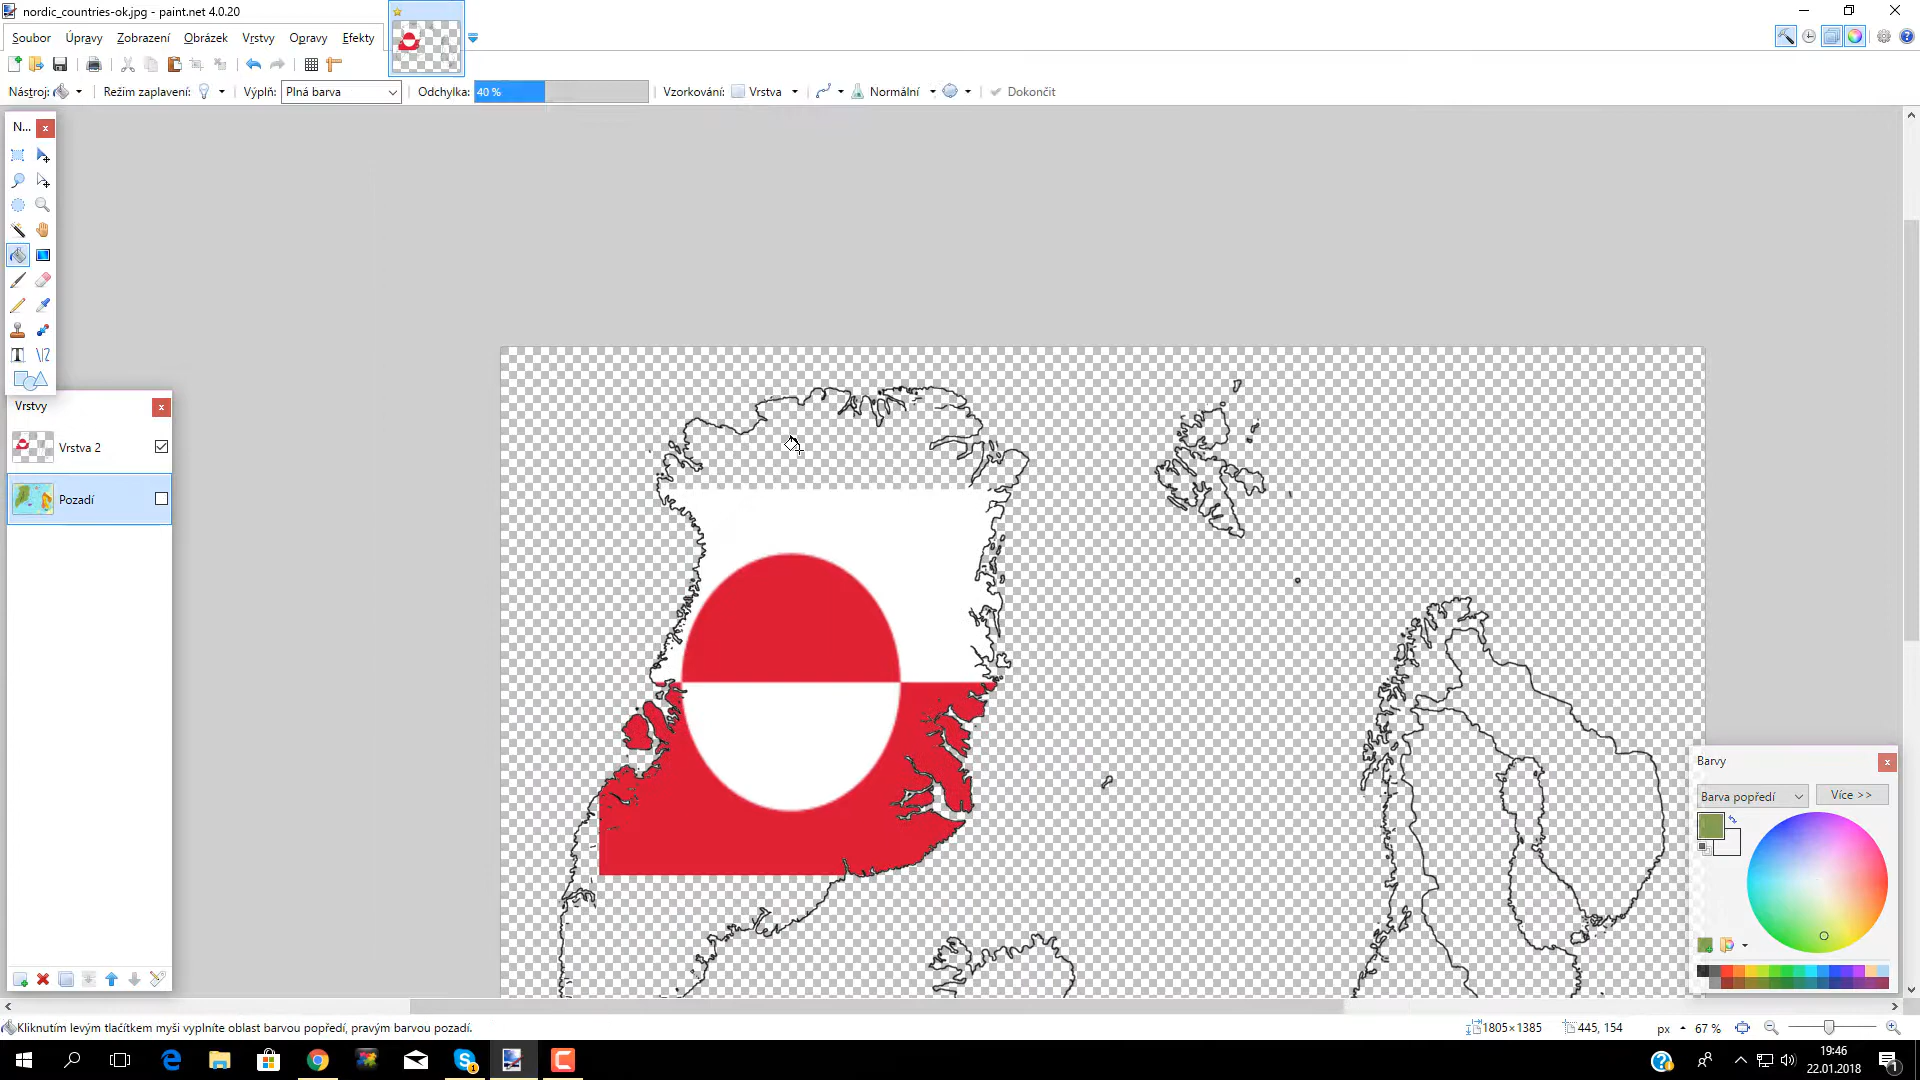 nordic_countries-ok.jpg - paint.net 4.0.20
Soubor Úpravy Zobrazení Obrázek Vrstvy Opravy Efekty
Nástroj: Režim zaplavení: Výplň: Plná barva Odchylka: 40 % Vzorkování: Vrstva Normální Dokončit
N...
Vrstvy
Vrstva 2
Pozadí
Barvy
Barva popředí Více >>
Kliknutím levým tlačítkem myši vyplníte oblast barvou popředí, pravým barvou pozadí. 1805×1385 445, 154 px 67 %
19:46
22.01.2018